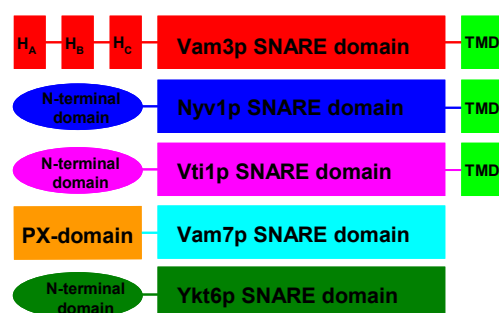 HA HB HC Vam3p SNARE domain TMD
N-terminal
domain
Nyv1p SNARE domain TMD
N-terminal
domain
Vti1p SNARE domain TMD
PX-domain Vam7p SNARE domain
N-terminal
domain
Ykt6p SNARE domain